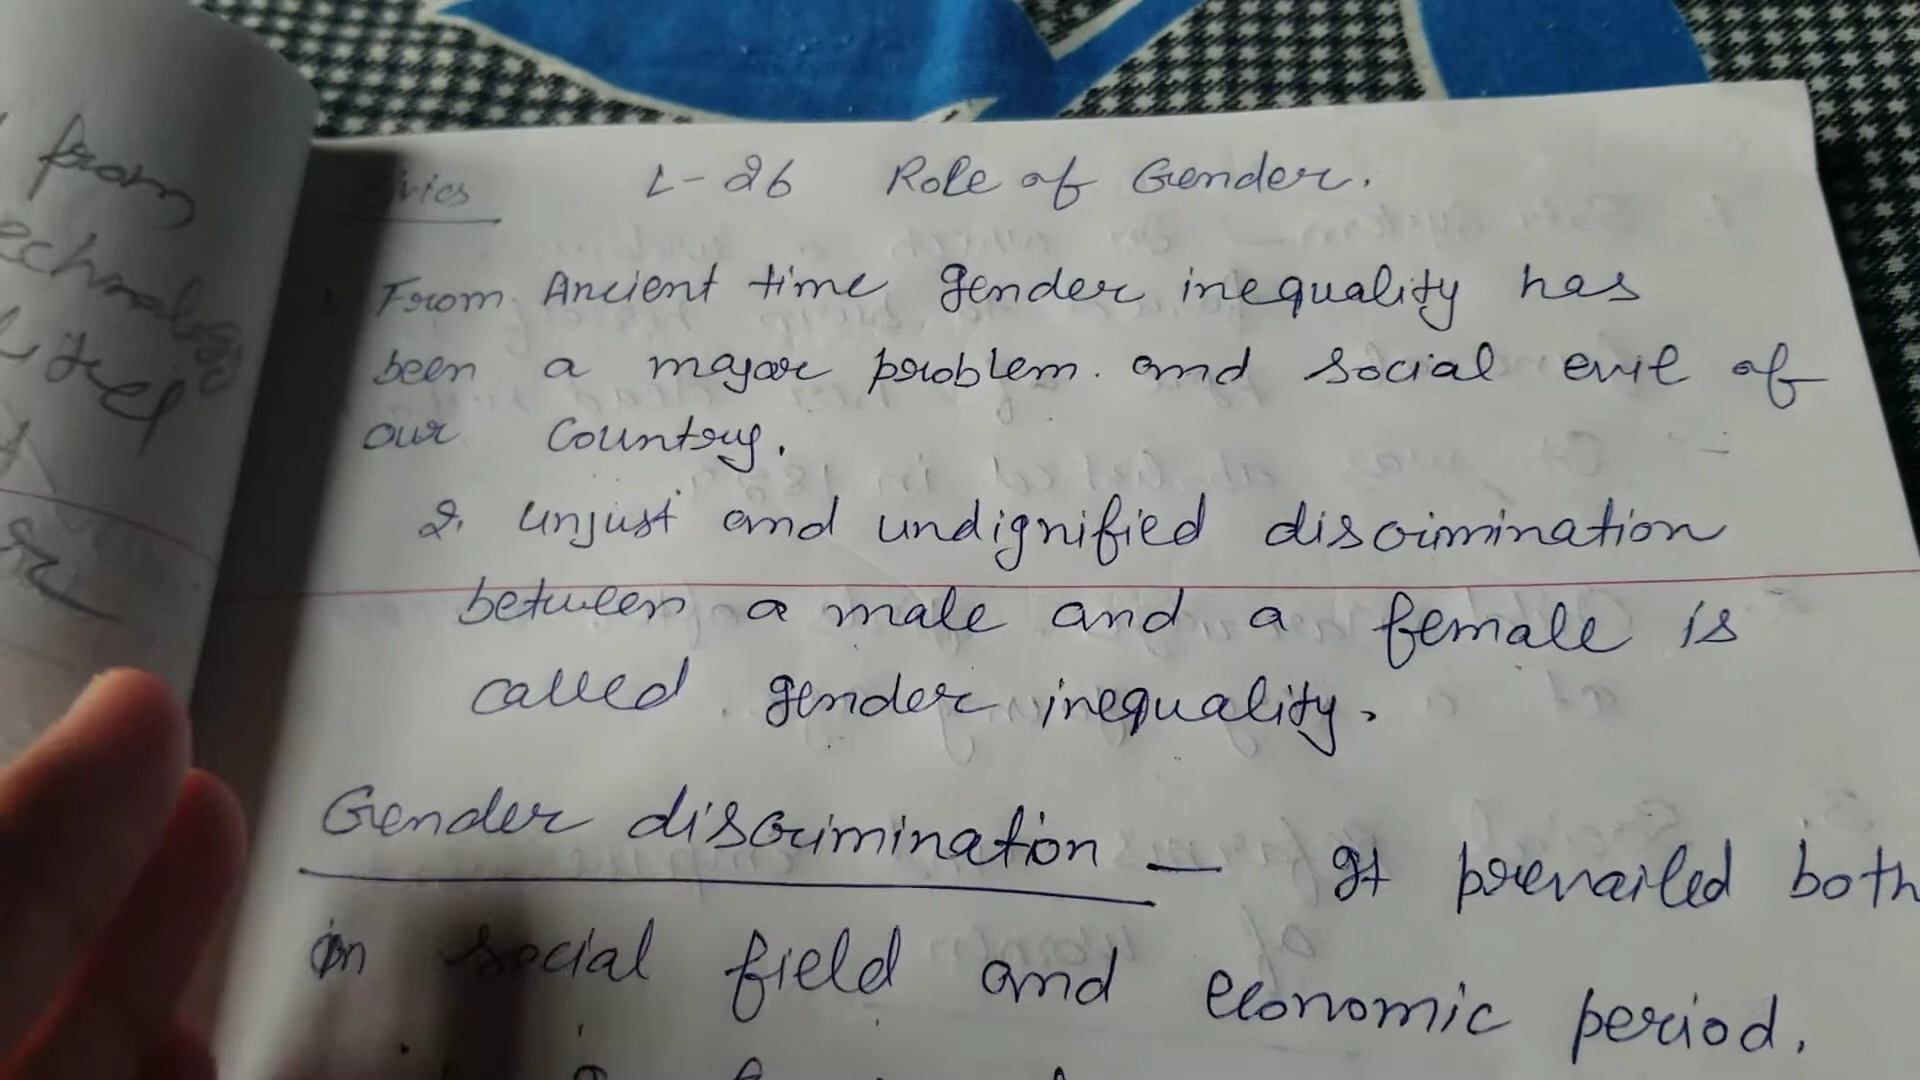 from
Civics L-26 Role of Gender.
1. From Ancient time gender inequality has
been a major problem. and social evil of
our Country.
2. Unjust and undignified discrimination
between a male and a female is
called gender inequality.
Gender discrimination — It prevailed both
in social field and economic period.